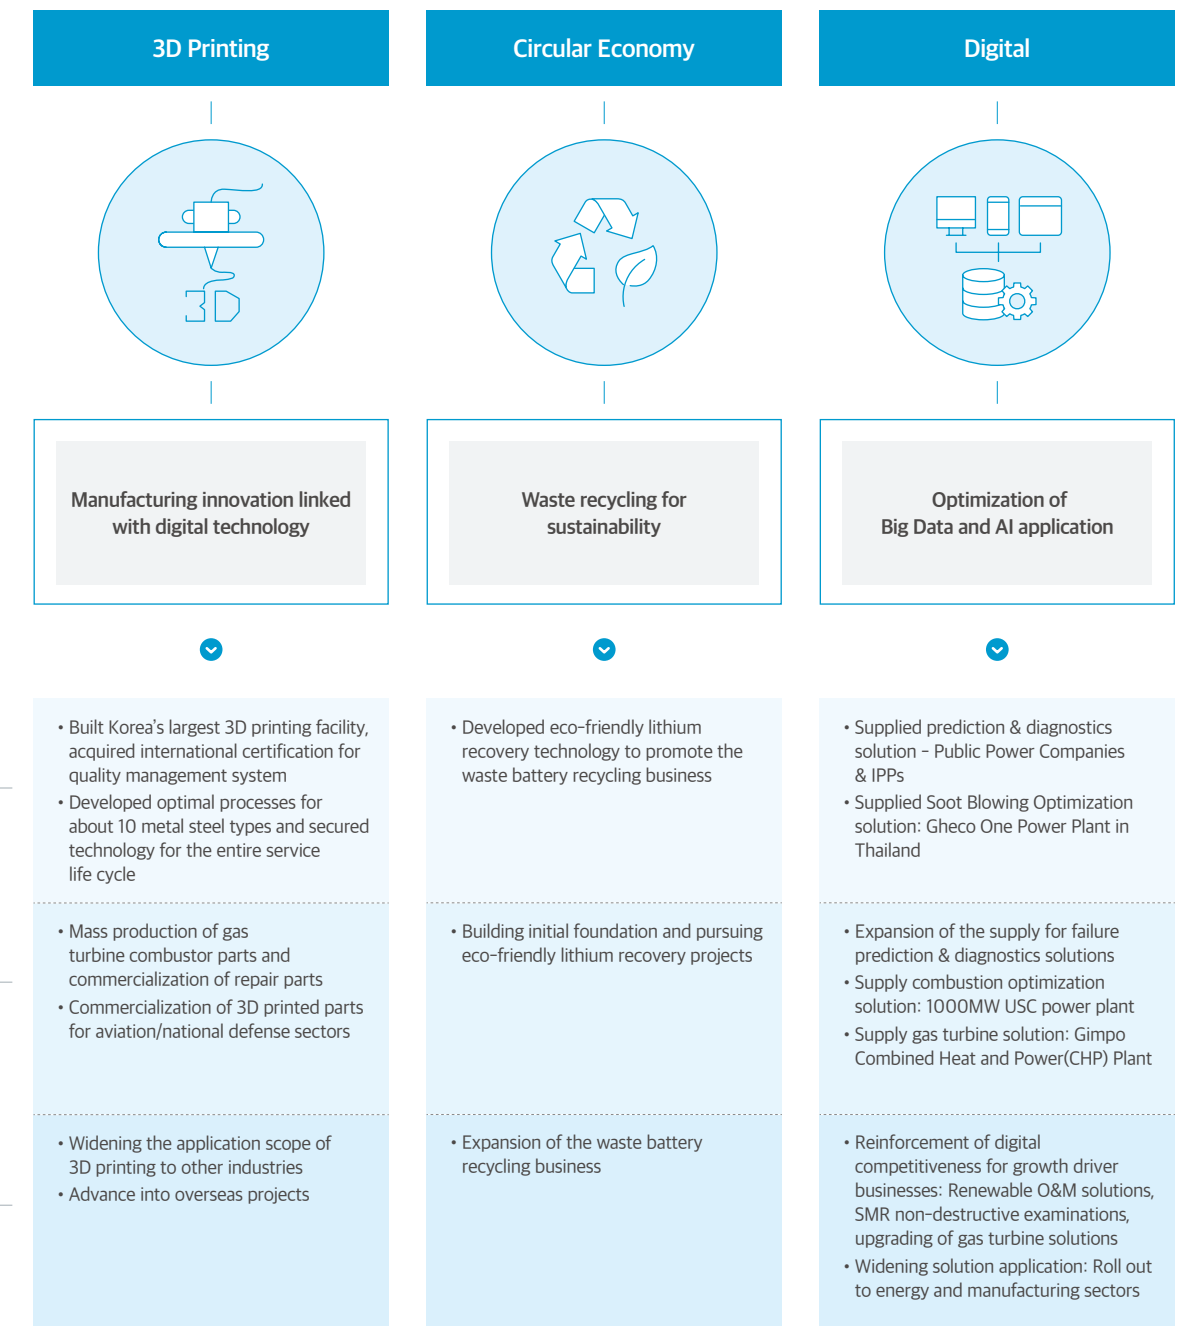 3D Printing
3D
Manufacturing innovation linked
with digital technology
• Built Korea's largest 3D printing facility,
acquired international certification for
quality management system
• Developed optimal processes for
about 10 metal steel types and secured
technology for the entire service
life cycle
• Mass production of gas
turbine combustor parts and
commercialization of repair parts
• Commercialization of 3D printed parts
for aviation/national defense sectors
• Widening the application scope of
3D printing to other industries
• Advance into overseas projects
Circular Economy
Waste recycling for
sustainability
• Developed eco-friendly lithium
recovery technology to promote the
waste battery recycling business
• Building initial foundation and pursuing
eco-friendly lithium recovery projects
• Expansion of the waste battery
recycling business
Digital
Optimization of
Big Data and AI application
• Supplied prediction & diagnostics
solution - Public Power Companies
& IPPs
• Supplied Soot Blowing Optimization
solution: Gheco One Power Plant in
Thailand
• Expansion of the supply for failure
prediction & diagnostics solutions
• Supply combustion optimization
solution: 1000MW USC power plant
• Supply gas turbine solution: Gimpo
Combined Heat and Power(CHP) Plant
• Reinforcement of digital
competitiveness for growth driver
businesses: Renewable O&M solutions,
SMR non-destructive examinations,
upgrading of gas turbine solutions
• Widening solution application: Roll out
to energy and manufacturing sectors